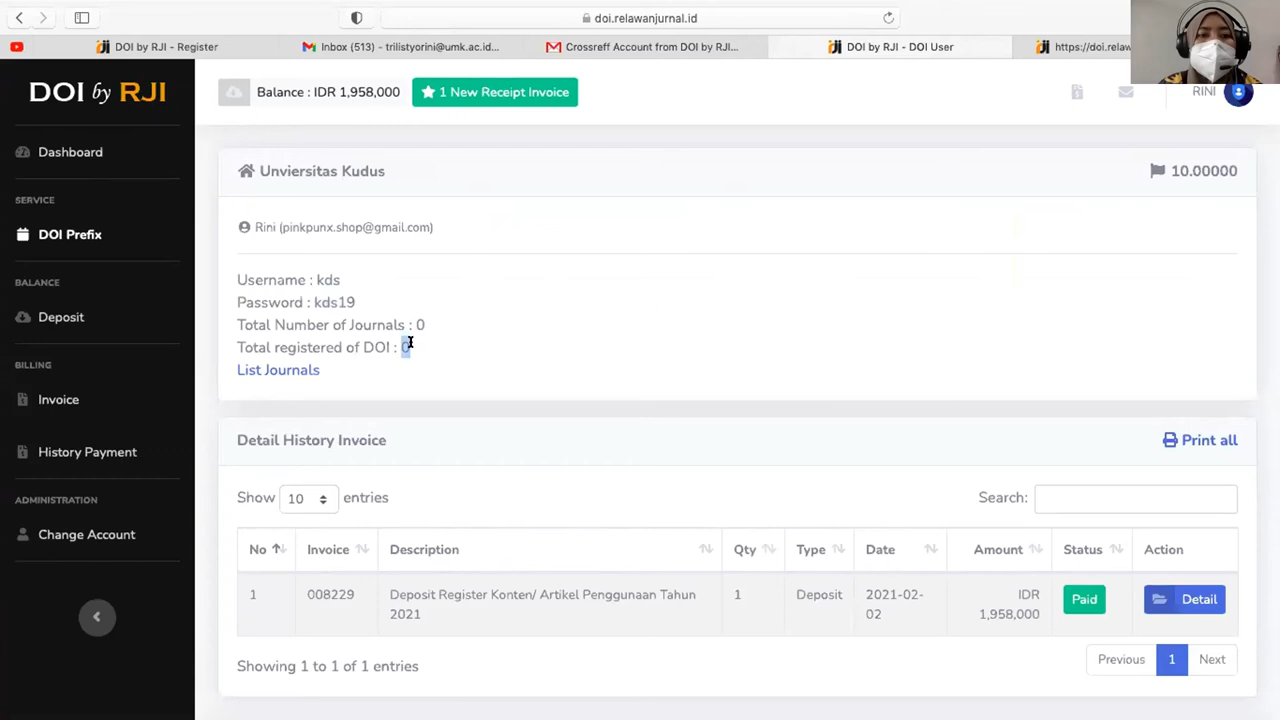 doi.relawanjurnal.id
DOI by RJI - Register
Inbox (513) – trilistyorini@umk.ac.id...
Crossreff Account from DOI by RJI...
DOI by RJI - DOI User
https://doi.relawa
DOI by RJI
Balance : IDR 1,958,000
1 New Receipt Invoice
RINI
Dashboard
SERVICE
DOI Prefix
BALANCE
Deposit
BILLING
Invoice
History Payment
ADMINISTRATION
Change Account
Unviersitas Kudus
10.00000
Rini (pinkpunx.shop@gmail.com)
Username : kds
Password : kds19
Total Number of Journals : 0
Total registered of DOI : 0
List Journals
Detail History Invoice
Print all
Show 10 entries
Search:
No Invoice Description Qty Type Date Amount Status Action
1 008229 Deposit Register Konten/ Artikel Penggunaan Tahun 1 Deposit 2021-02- IDR Paid Detail
2021 02 1,958,000
Showing 1 to 1 of 1 entries
Previous 1 Next